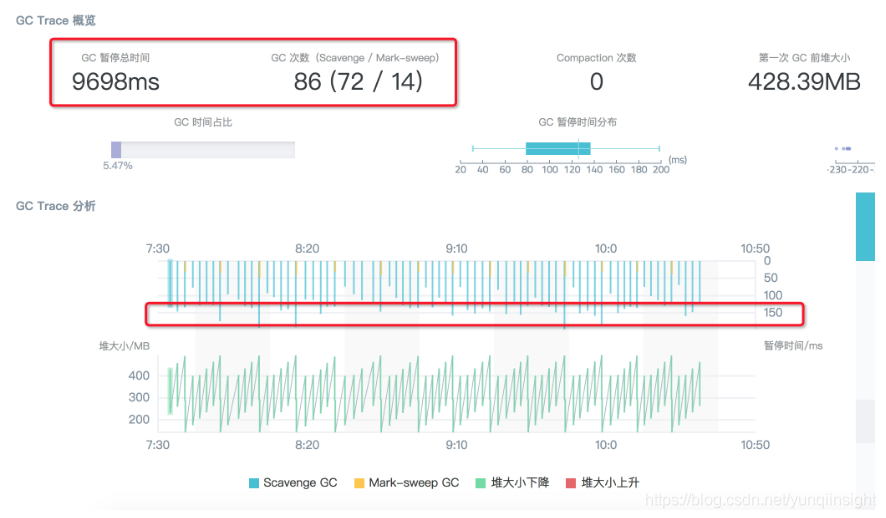 GC Trace 概览
GC 暂停总时间
GC 次数（Scavenge / Mark-sweep）
Compaction 次数
第一次 GC 前堆大小
9698ms
86 (72 / 14)
0
428.39MB
GC 时间占比
GC 暂停时间分布
5.47%
20 40 60 80 100 120 140 160 180 200 (ms)
-230 -220
GC Trace 分析
7:30 8:20 9:10 10:0 10:50
0
50
100
150
堆大小/MB
暂停时间/ms
400
300
200
7:30 8:20 9:10 10:0 10:50
Scavenge GC Mark-sweep GC 堆大小下降 堆大小上升
https://blog.csdn.net/yunqiinsight